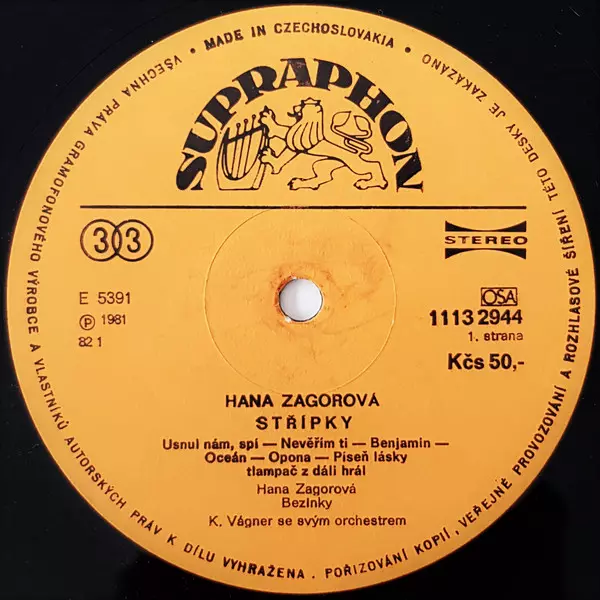 VŠECHNA PRÁVA GRAMOFONOVÉHO VÝROBCE A VLASTNÍKŮ AUTORSKÝCH PRÁV K DÍLU VYHRAŽENA. POŘIZOVÁNÍ KOPIÍ, VEŘEJNÉ PROVOZOVÁNÍ A ROZHLASOVÉ ŠÍŘENÍ TÉTO DESKY JE ZAKÁZÁNO
• MADE IN CZECHOSLOVAKIA •
SUPRAPHON
33
STEREO
E 5391
Ⓟ 1981
82 1
OSA
1113 2944
1. strana
Kčs 50,-
HANA ZAGOROVÁ
STŘÍPKY
Usnul nám, spí — Nevěřím ti — Benjamin —
Oceán — Opona — Píseň lásky
tlampač z dáli hrál
Hana Zagorová
Bezinky
K. Vágner se svým orchestrem